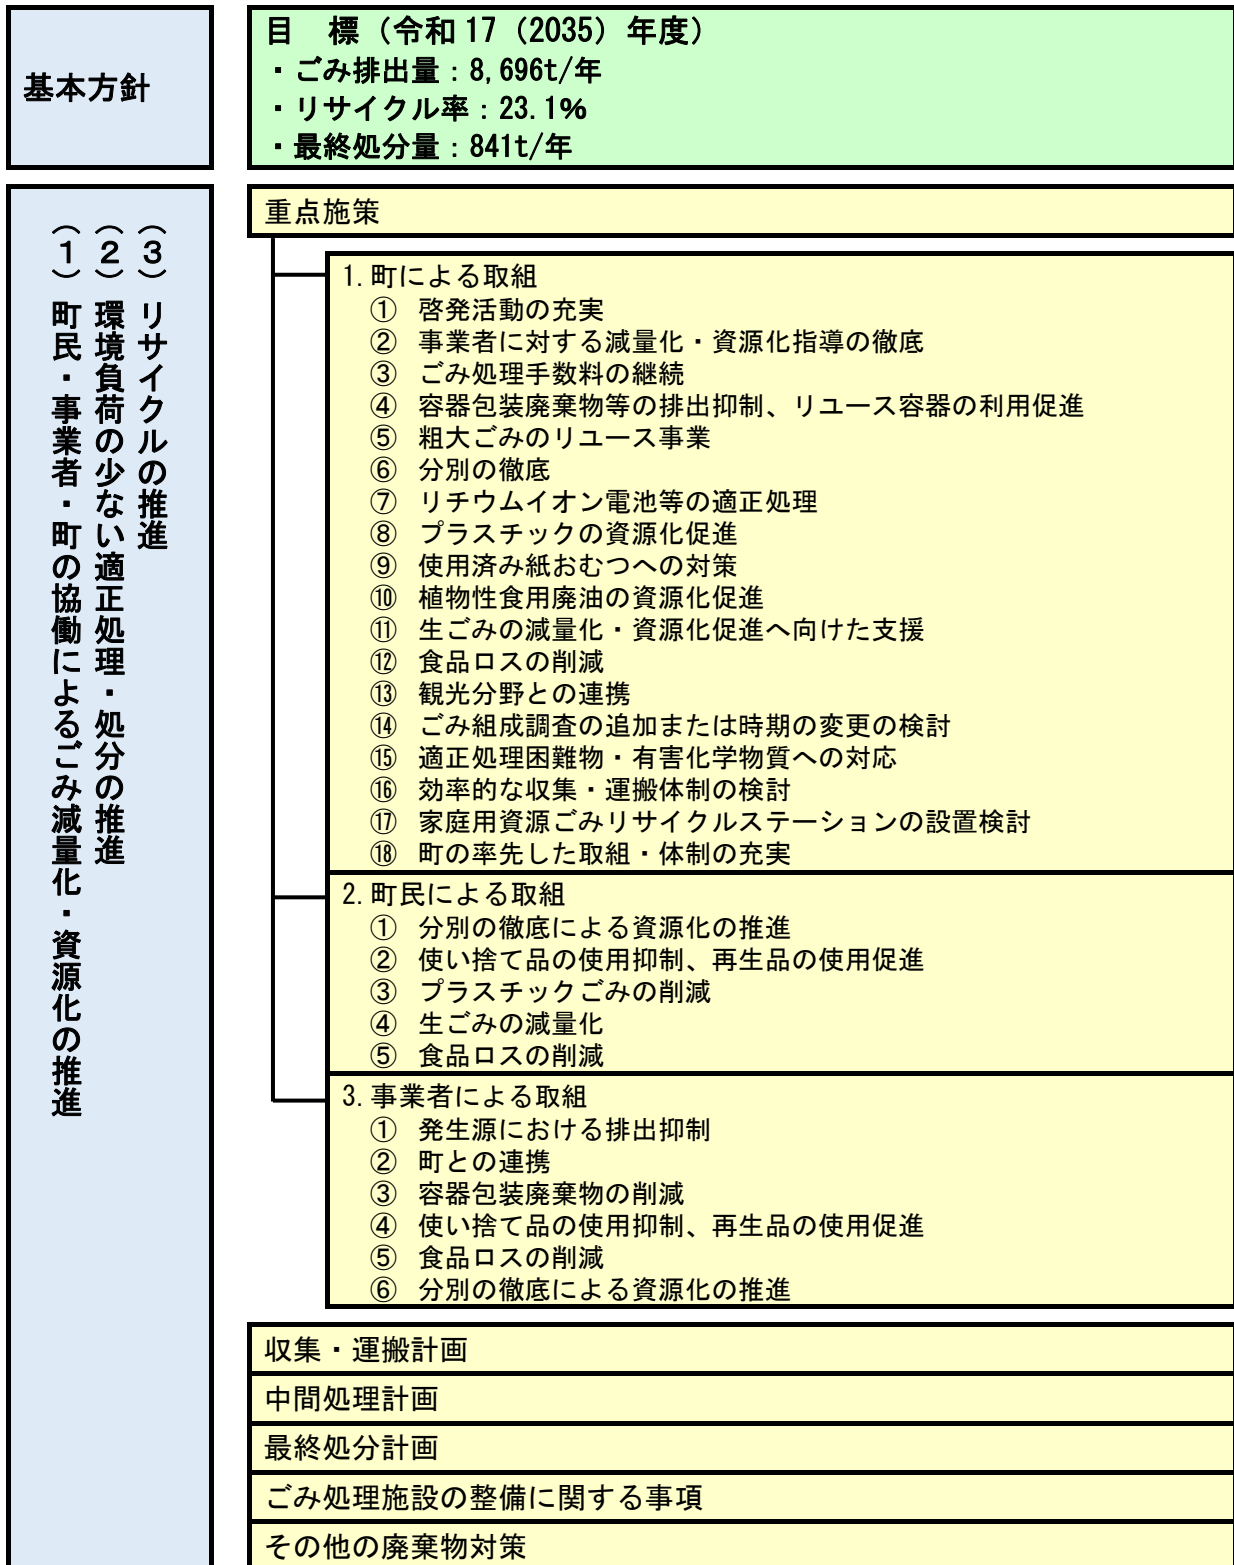 基本方針
目　標（令和17（2035）年度）
・ごみ排出量：8,696t/年
・リサイクル率：23.1%
・最終処分量：841t/年
（1）町民・事業者・町の協働によるごみ減量化・資源化の推進
（2）環境負荷の少ない適正処理・処分の推進
（3）リサイクルの推進
重点施策
1.町による取組
① 啓発活動の充実
② 事業者に対する減量化・資源化指導の徹底
③ ごみ処理手数料の継続
④ 容器包装廃棄物等の排出抑制、リユース容器の利用促進
⑤ 粗大ごみのリユース事業
⑥ 分別の徹底
⑦ リチウムイオン電池等の適正処理
⑧ プラスチックの資源化促進
⑨ 使用済み紙おむつへの対策
⑩ 植物性食用廃油の資源化促進
⑪ 生ごみの減量化・資源化促進へ向けた支援
⑫ 食品ロスの削減
⑬ 観光分野との連携
⑭ ごみ組成調査の追加または時期の変更の検討
⑮ 適正処理困難物・有害化学物質への対応
⑯ 効率的な収集・運搬体制の検討
⑰ 家庭用資源ごみリサイクルステーションの設置検討
⑱ 町の率先した取組・体制の充実
2.町民による取組
① 分別の徹底による資源化の推進
② 使い捨て品の使用抑制、再生品の使用促進
③ プラスチックごみの削減
④ 生ごみの減量化
⑤ 食品ロスの削減
3.事業者による取組
① 発生源における排出抑制
② 町との連携
③ 容器包装廃棄物の削減
④ 使い捨て品の使用抑制、再生品の使用促進
⑤ 食品ロスの削減
⑥ 分別の徹底による資源化の推進
収集・運搬計画
中間処理計画
最終処分計画
ごみ処理施設の整備に関する事項
その他の廃棄物対策